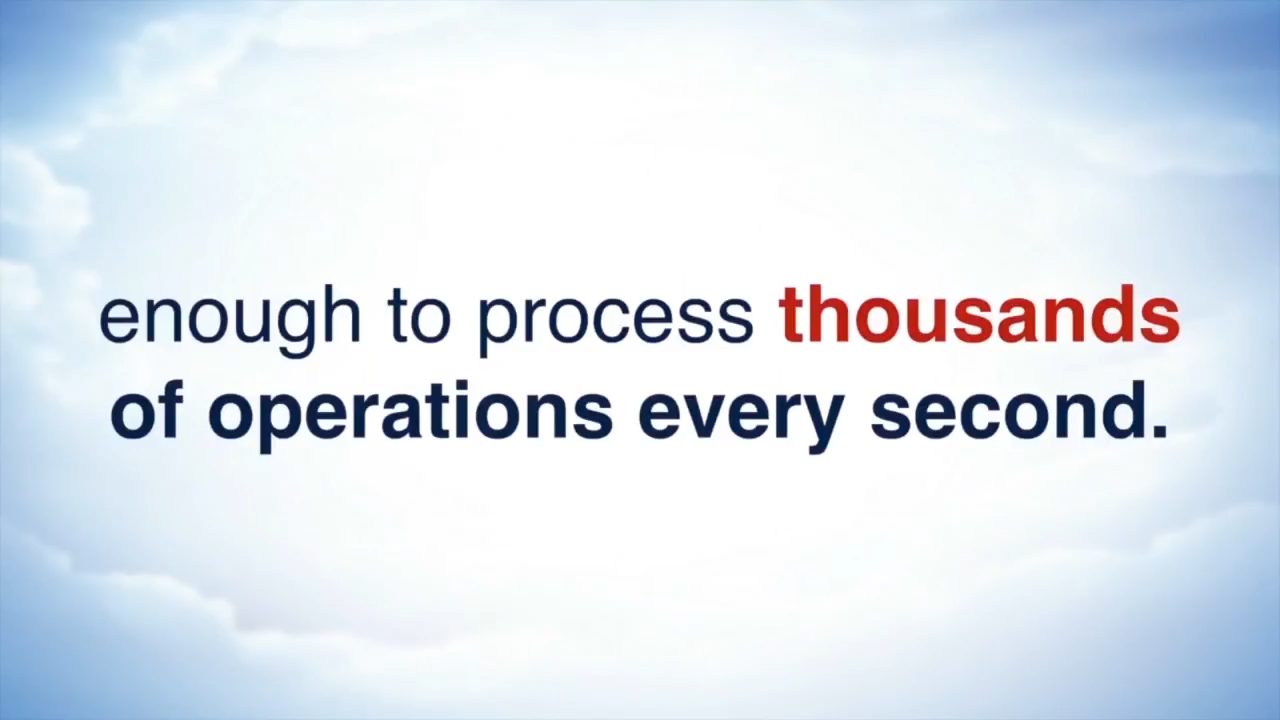 enough to process thousands
of operations every second.